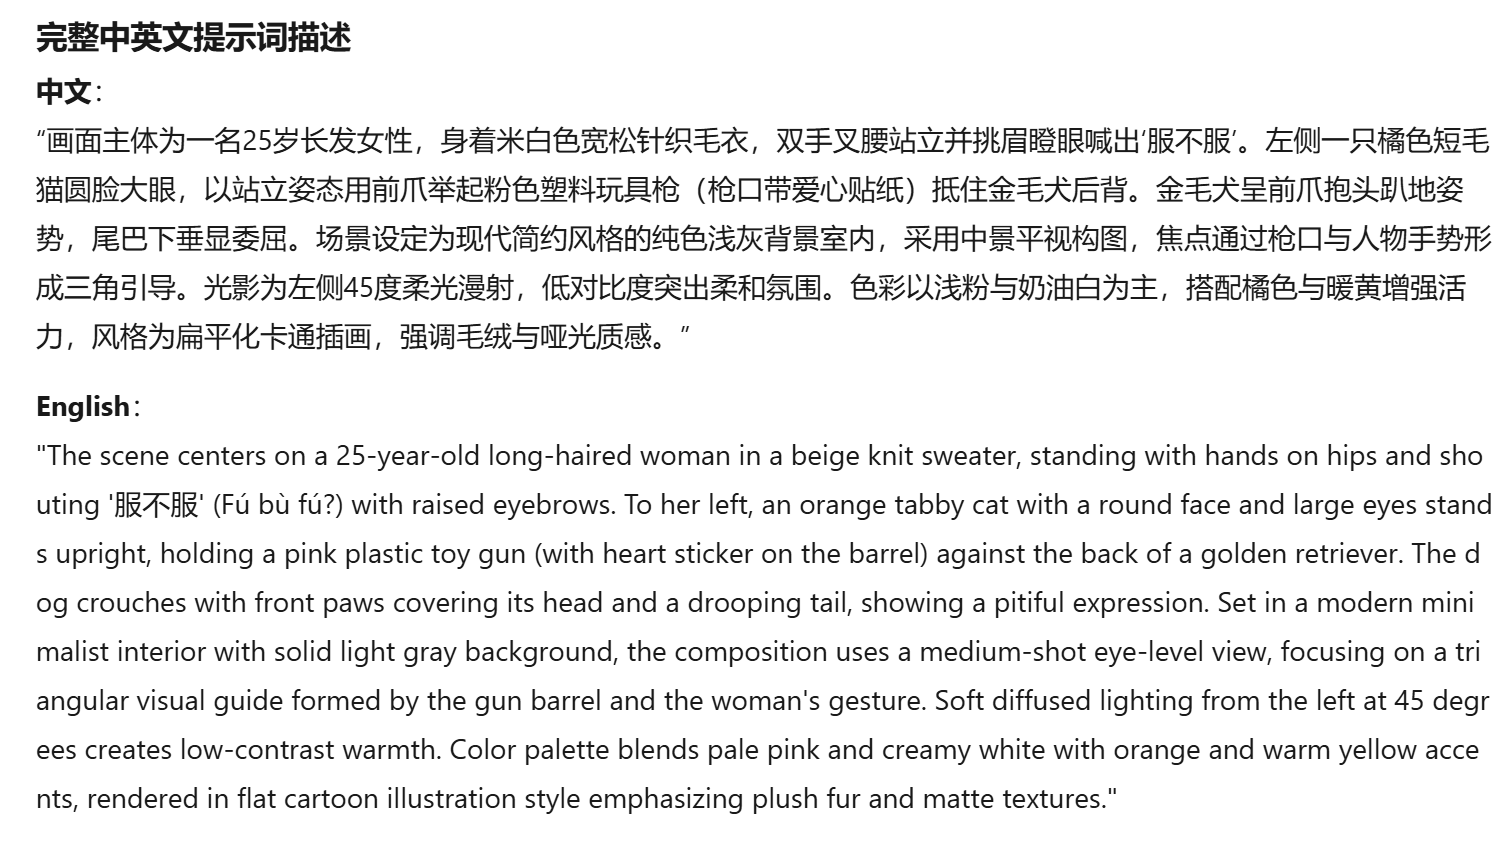 完整中英文提示词描述
中文：
“画面主体为一名25岁长发女性，身着米白色宽松针织毛衣，双手叉腰站立并挑眉瞪眼喊出‘服不服’。左侧一只橘色短毛
猫圆脸大眼，以站立姿态用前爪举起粉色塑料玩具枪（枪口带爱心贴纸）抵住金毛犬后背。金毛犬呈前爪抱头趴地姿
势，尾巴下垂显委屈。场景设定为现代简约风格的纯色浅灰背景室内，采用中景平视构图，焦点通过枪口与人物手势形
成三角引导。光影为左侧45度柔光漫射，低对比度突出柔和氛围。色彩以浅粉与奶油白为主，搭配橘色与暖黄增强活
力，风格为扁平化卡通插画，强调毛绒与哑光质感。”
English：
"The scene centers on a 25-year-old long-haired woman in a beige knit sweater, standing with hands on hips and sho
uting '服不服' (Fú bù fú?) with raised eyebrows. To her left, an orange tabby cat with a round face and large eyes stand
s upright, holding a pink plastic toy gun (with heart sticker on the barrel) against the back of a golden retriever. The d
og crouches with front paws covering its head and a drooping tail, showing a pitiful expression. Set in a modern mini
malist interior with solid light gray background, the composition uses a medium-shot eye-level view, focusing on a tri
angular visual guide formed by the gun barrel and the woman's gesture. Soft diffused lighting from the left at 45 degr
ees creates low-contrast warmth. Color palette blends pale pink and creamy white with orange and warm yellow acce
nts, rendered in flat cartoon illustration style emphasizing plush fur and matte textures."